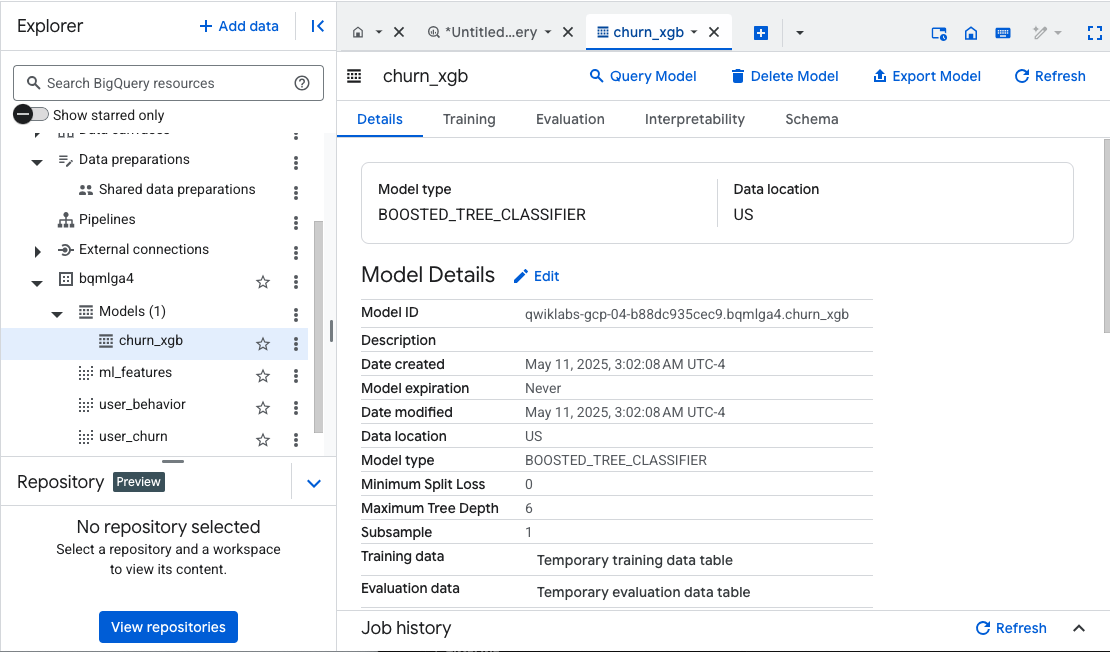 Explorer
+ Add data
Search BigQuery resources
Show starred only
Data preparations
Shared data preparations
Pipelines
External connections
bqmlga4
Models (1)
churn_xgb
ml_features
user_behavior
user_churn
Repository
Preview
No repository selected
Select a repository and a workspace
to view its content.
View repositories
*Untitled…ery
churn_xgb
churn_xgb
Query Model
Delete Model
Export Model
Refresh
Details
Training
Evaluation
Interpretability
Schema
Model type
BOOSTED_TREE_CLASSIFIER
Data location
US
Model Details
Edit
Model ID qwiklabs-gcp-04-b88dc935cec9.bqmlga4.churn_xgb
Description
Date created May 11, 2025, 3:02:08 AM UTC-4
Model expiration Never
Date modified May 11, 2025, 3:02:08 AM UTC-4
Data location US
Model type BOOSTED_TREE_CLASSIFIER
Minimum Split Loss 0
Maximum Tree Depth 6
Subsample 1
Training data Temporary training data table
Evaluation data Temporary evaluation data table
Job history
Refresh